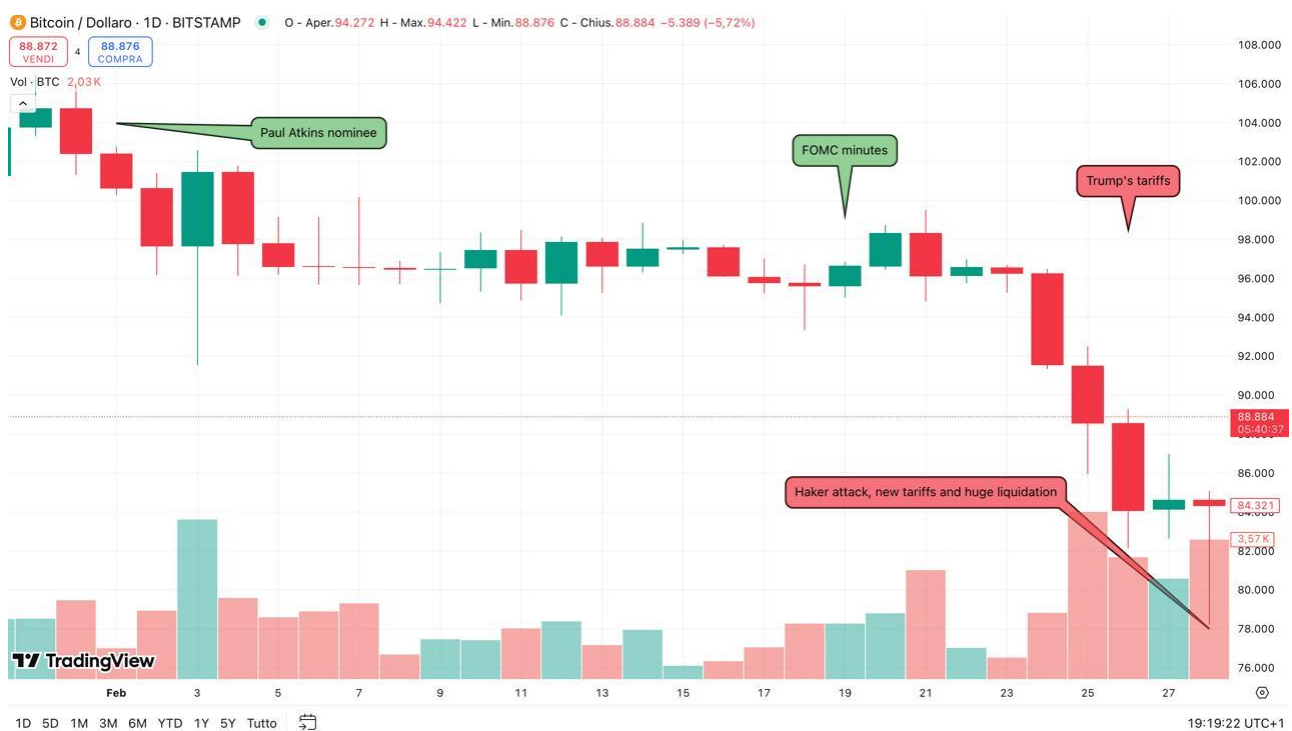 Bitcoin / Dollaro · 1D · BITSTAMP O - Aper.94.272 H - Max.94.422 L - Min.88.876 C - Chius.88.884 −5.389 (−5,72%)
88.872 4 88.876
VENDI COMPRA
Vol · BTC 2,03 K
108.000
106.000
104.000
Paul Atkins nominee
FOMC minutes
102.000
Trump's tariffs
100.000
98.000
96.000
94.000
92.000
90.000
88.884
05:40:37
86.000
Haker attack, new tariffs and huge liquidation
84.321
3,57 K
82.000
80.000
78.000
TradingView
76.000
Feb 3 5 7 9 11 13 15 17 19 21 23 25 27
1D 5D 1M 3M 6M YTD 1Y 5Y Tutto 19:19:22 UTC+1